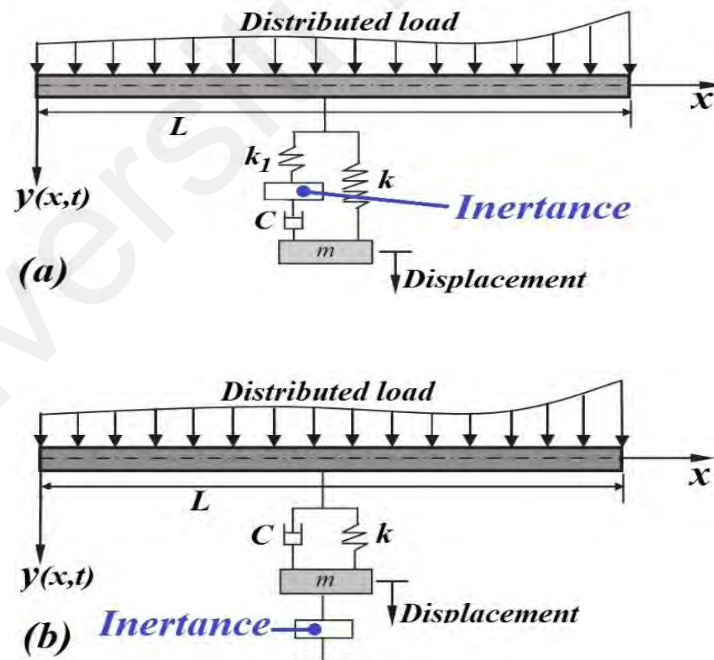 Distributed load
x
L
k1
k
y(x,t)
C
Inertance
m
(a)
Displacement
Distributed load
x
L
C
k
y(x,t)
m
Displacement
(b)
Inertance